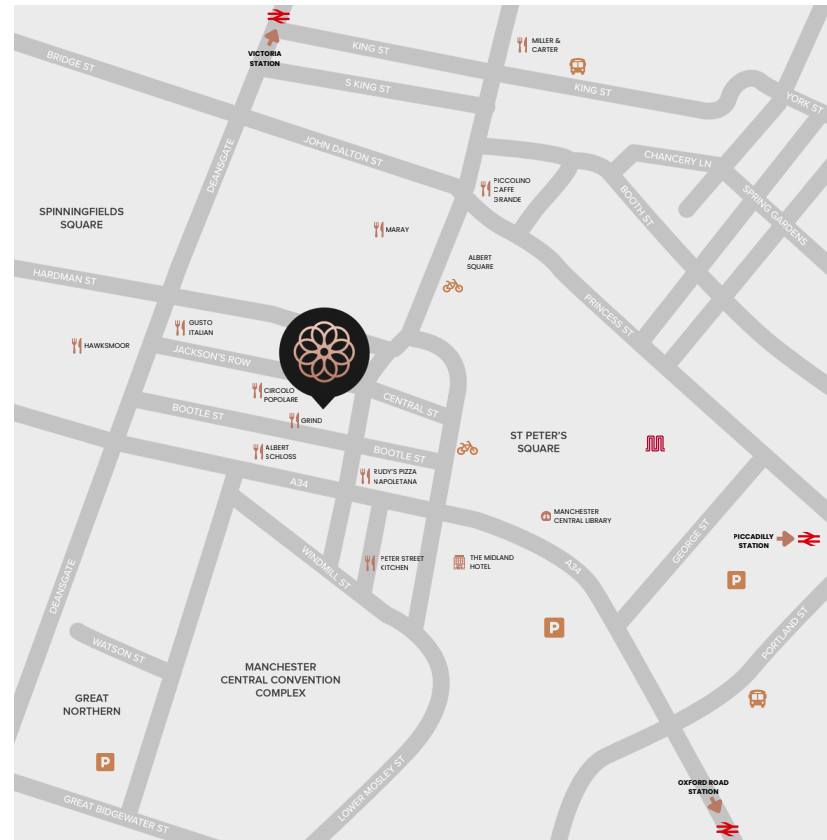 MILLER &
CARTER
VICTORIA
STATION
KING ST
BRIDGE ST
S KING ST
KING ST
YORK ST
DEANSGATE
JOHN DALTON ST
CHANCERY LN
PICCOLINO
CAFFE
GRANDE
BOOTH ST
SPRING GARDENS
SPINNINGFIELDS
SQUARE
MARAY
ALBERT
SQUARE
HARDMAN ST
PRINCESS ST
GUSTO
ITALIAN
HAWKSMOOR
JACKSON'S ROW
CIRCOLO
POPOLARE
CENTRAL ST
BOOTLE ST
GRIND
ST PETER'S
SQUARE
ALBERT
SCHLOSS
BOOTLE ST
RUDY'S PIZZA
NAPOLETANA
A34
MANCHESTER
CENTRAL LIBRARY
GEORGE ST
PICCADILLY
STATION
WINDMILL ST
PETER STREET
KITCHEN
THE MIDLAND
HOTEL
A34
P
DEANSGATE
P
PORTLAND ST
WATSON ST
MANCHESTER
CENTRAL CONVENTION
COMPLEX
GREAT
NORTHERN
P
LOWER MOSLEY ST
OXFORD ROAD
STATION
GREAT BIDGEWATER ST